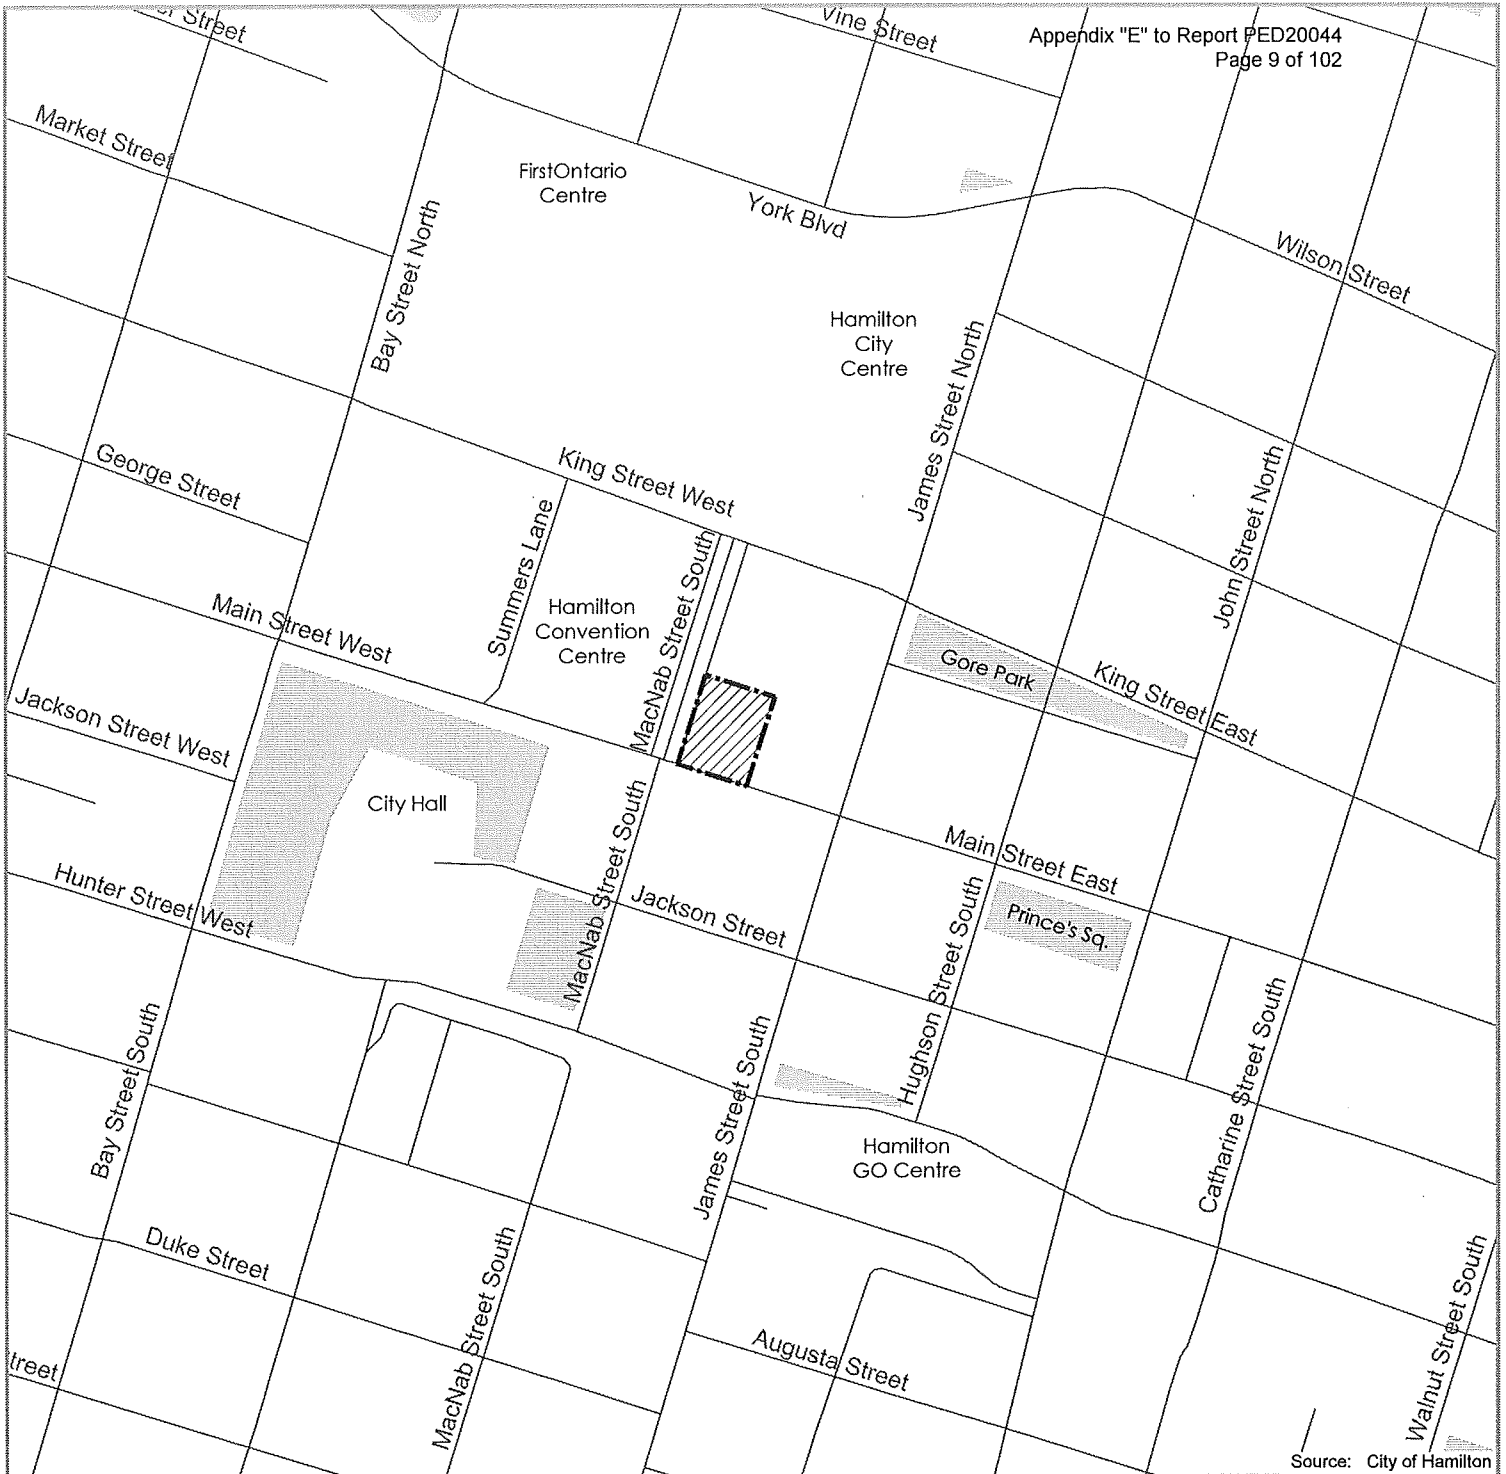 Vine Street
Appendix "E" to Report PED20044
Page 9 of 102
Street
Market Street
FirstOntario
Centre
York Blvd
Bay Street North
Wilson Street
Hamilton
City
Centre
James Street North
George Street
King Street West
John Street North
Summers Lane
MacNab Street South
Hamilton
Convention
Centre
Main Street West
Gore Park
King Street East
Jackson Street West
City Hall
MacNab Street South
Main Street East
Hunter Street West
Jackson Street
Prince's Sq.
Hughson Street South
Bay Street South
James Street South
Catharine Street South
Hamilton
GO Centre
Duke Street
MacNab Street South
Augusta Street
Walnut Street South
treet
Source: City of Hamilton